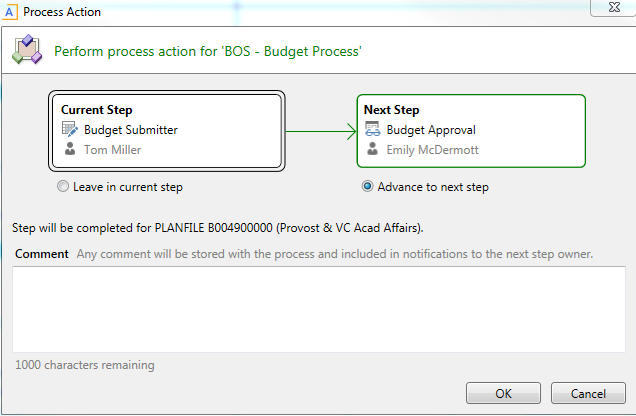 A Process Action
Perform process action for 'BOS - Budget Process'
Current Step
Budget Submitter
Tom Miller
Next Step
Budget Approval
Emily McDermott
Leave in current step
Advance to next step
Step will be completed for PLANFILE B004900000 (Provost & VC Acad Affairs).
Comment Any comment will be stored with the process and included in notifications to the next step owner.
1000 characters remaining
OK
Cancel